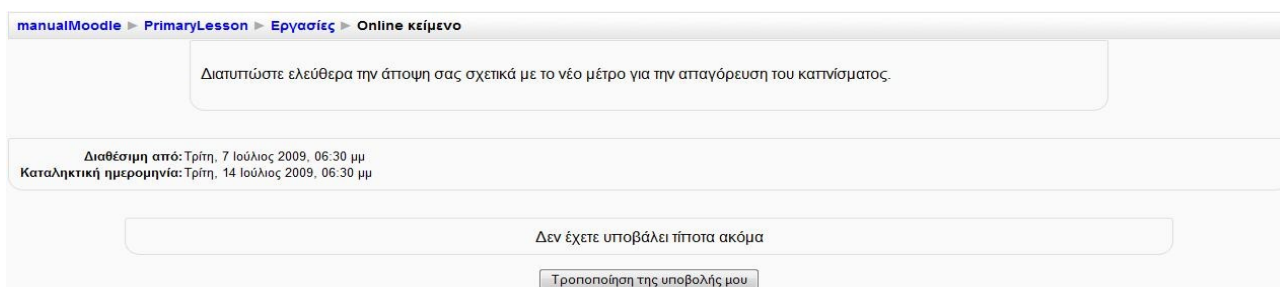 manualMoodle ► PrimaryLesson ► Εργασίες ► Online κείμενο
Διατυπώστε ελεύθερα την άποψη σας σχετικά με το νέο μέτρο για την απαγόρευση του καπνίσματος.
Διαθέσιμη από: Τρίτη, 7 Ιούλιος 2009, 06:30 μμ
Καταληκτική ημερομηνία: Τρίτη, 14 Ιούλιος 2009, 06:30 μμ
Δεν έχετε υποβάλει τίποτα ακόμα
Τροποποίηση της υποβολής μου